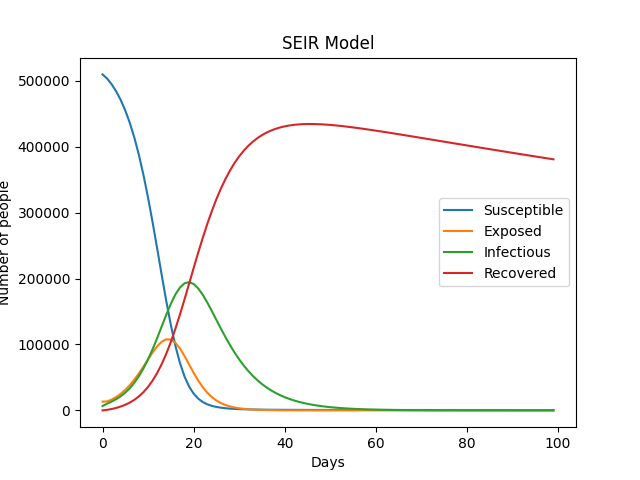 SEIR Model
500000
400000
300000
200000
100000
0
Number of people
0 20 40 60 80 100
Days
Susceptible
Exposed
Infectious
Recovered